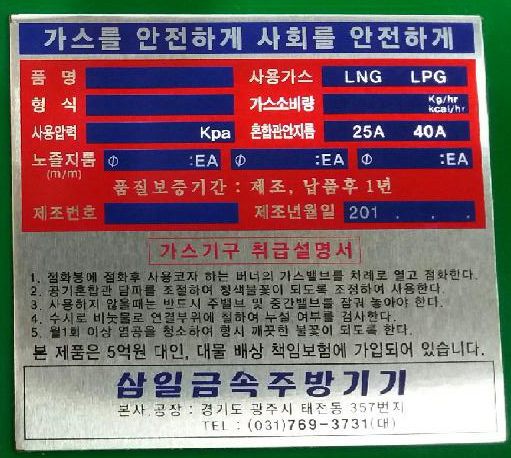 가스를 안전하게 사회를 안전하게
품 명 사용가스 LNG LPG
형 식 가스소비량 Kg/hr kcal/hr
사용압력 Kpa 혼합관안지름 25A 40A
노즐지름 (m/m) Φ :EA Φ :EA Φ :EA
품질보증기간 : 제조, 납품후 1년
제조번호 제조년월일 201 . . .
가스기구 취급설명서
1. 점화봉에 점화후 사용코자 하는 버너의 가스밸브를 차례로 열고 점화한다.
2. 공기혼합관 담파를 조절하여 청색불꽃이 되도록 조정하여 사용한다.
3. 사용하지 않을때는 반드시 주밸브 및 중간밸브를 잠궈 놓아야 한다.
4. 수시로 비눗물로 연결부위에 칠하여 누설 여부를 검사한다.
5. 월1회 이상 염공을 청소하여 항시 깨끗한 불꽃이 되도록 한다.
본 제품은 5억원 대인, 대물 배상 책임보험에 가입되어 있습니다.
삼일금속주방기기
본사 공장 : 경기도 광주시 태전동 357번지
TEL : (031)769-3731(대)